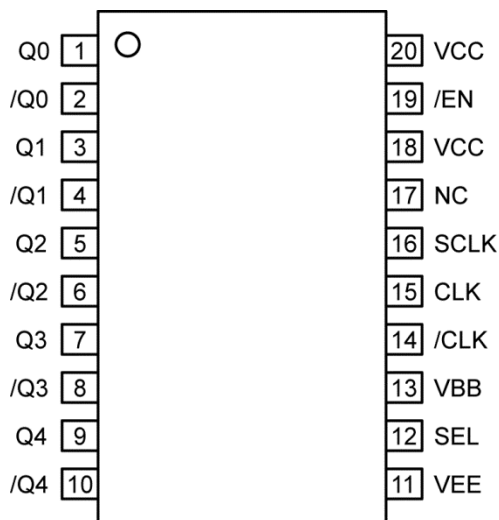 Q0 1 20 VCC
/Q0 2 19 /EN
Q1 3 18 VCC
/Q1 4 17 NC
Q2 5 16 SCLK
/Q2 6 15 CLK
Q3 7 14 /CLK
/Q3 8 13 VBB
Q4 9 12 SEL
/Q4 10 11 VEE